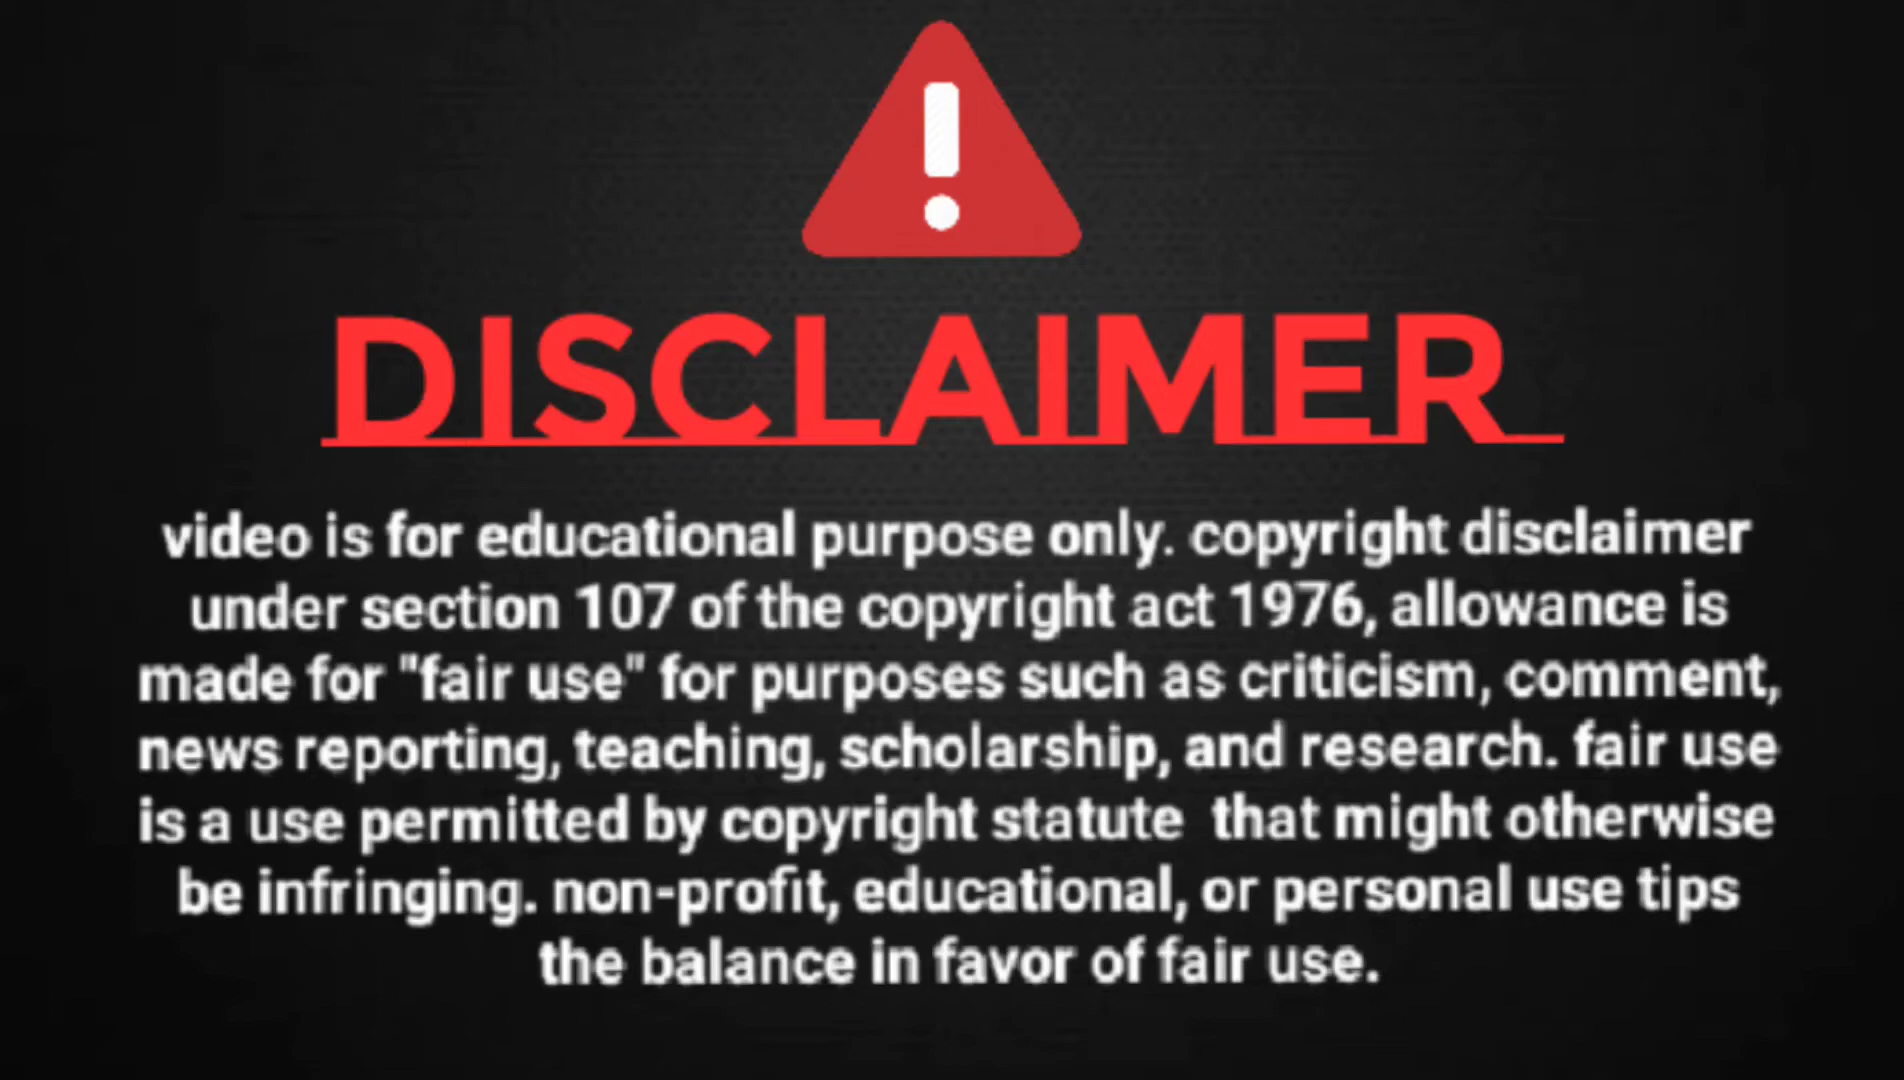 DISCLAIMER
video is for educational purpose only. copyright disclaimer
under section 107 of the copyright act 1976, allowance is
made for "fair use" for purposes such as criticism, comment,
news reporting, teaching, scholarship, and research. fair use
is a use permitted by copyright statute  that might otherwise
be infringing. non-profit, educational, or personal use tips
the balance in favor of fair use.